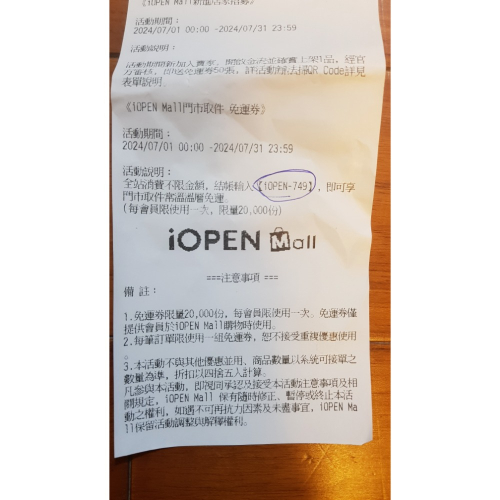 《iOPEN Mall新進店家招募》
活動期間：
2024/07/01 00:00 -2024/07/31 23:59
活動說明：
活動期間新加入賣家，開啟金流並確實上架1品，經官
方審核，即送免運券50張，詳活動辦法掃QR Code詳見
表單說明。
《iOPEN Mall門市取件 免運券》
活動期間：
2024/07/01 00:00 -2024/07/31 23:59
活動說明：
全站消費不限金額，結帳輸入【iOPEN-749】，即可享
門市取件常溫溫層免運。
(每會員限使用一次，限量20,000份)
iOPEN Mall
===注意事項 ===
備 註：
1.免運券限量20,000份，每會員限使用一次。免運券僅
提供會員於iOPEN Mall購物時使用。
2.每筆訂單限使用一組免運券，恕不接受重複優惠使用
。
3.本活動不與其他優惠並用、商品數量以系統可接單之
數量為準，折扣以四捨五入計算。
凡參與本活動，即視同承認及接受本活動注意事項及相
關規定，iOPEN Mall 保有隨時修正、暫停或終止本活
動之權利，如遇不可再抗力因素及未盡事宜，iOPEN Ma
ll保留活動調整與解釋權利。